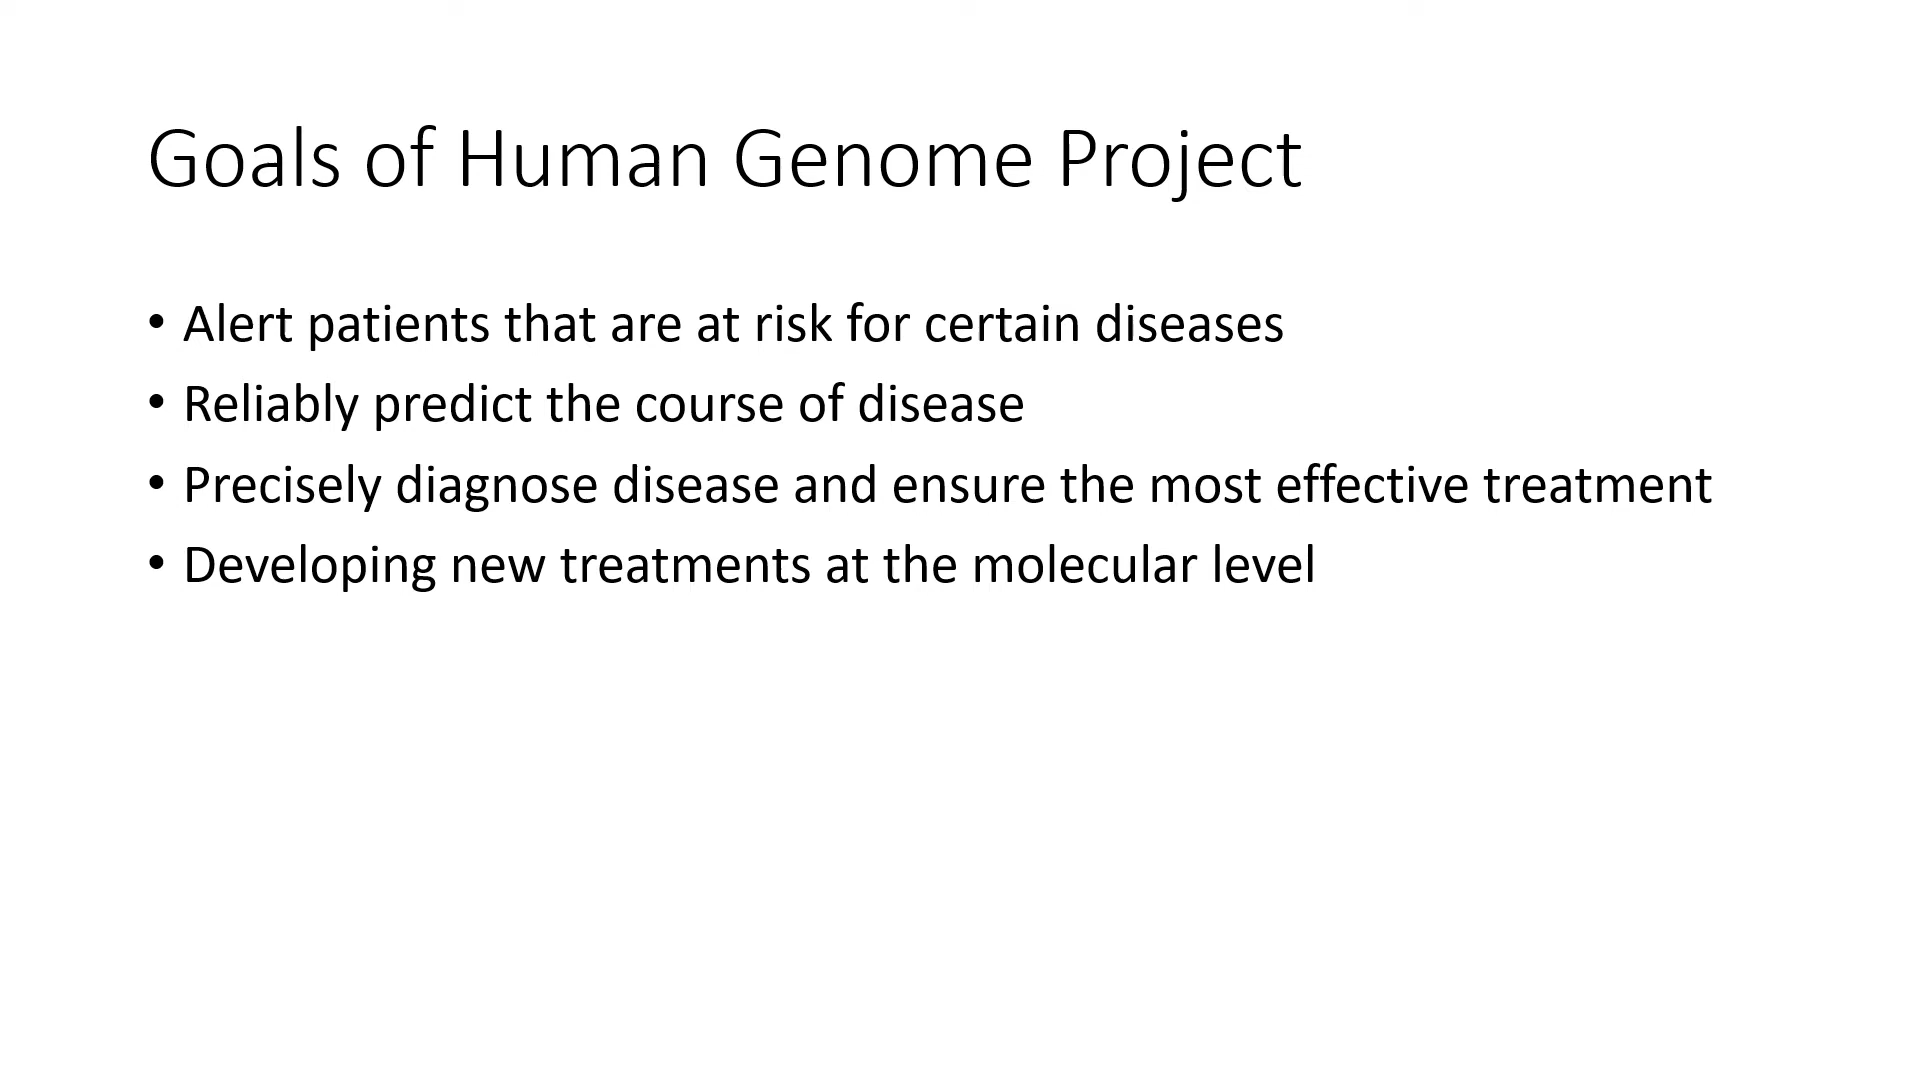 Goals of Human Genome Project
• Alert patients that are at risk for certain diseases
• Reliably predict the course of disease
• Precisely diagnose disease and ensure the most effective treatment
• Developing new treatments at the molecular level